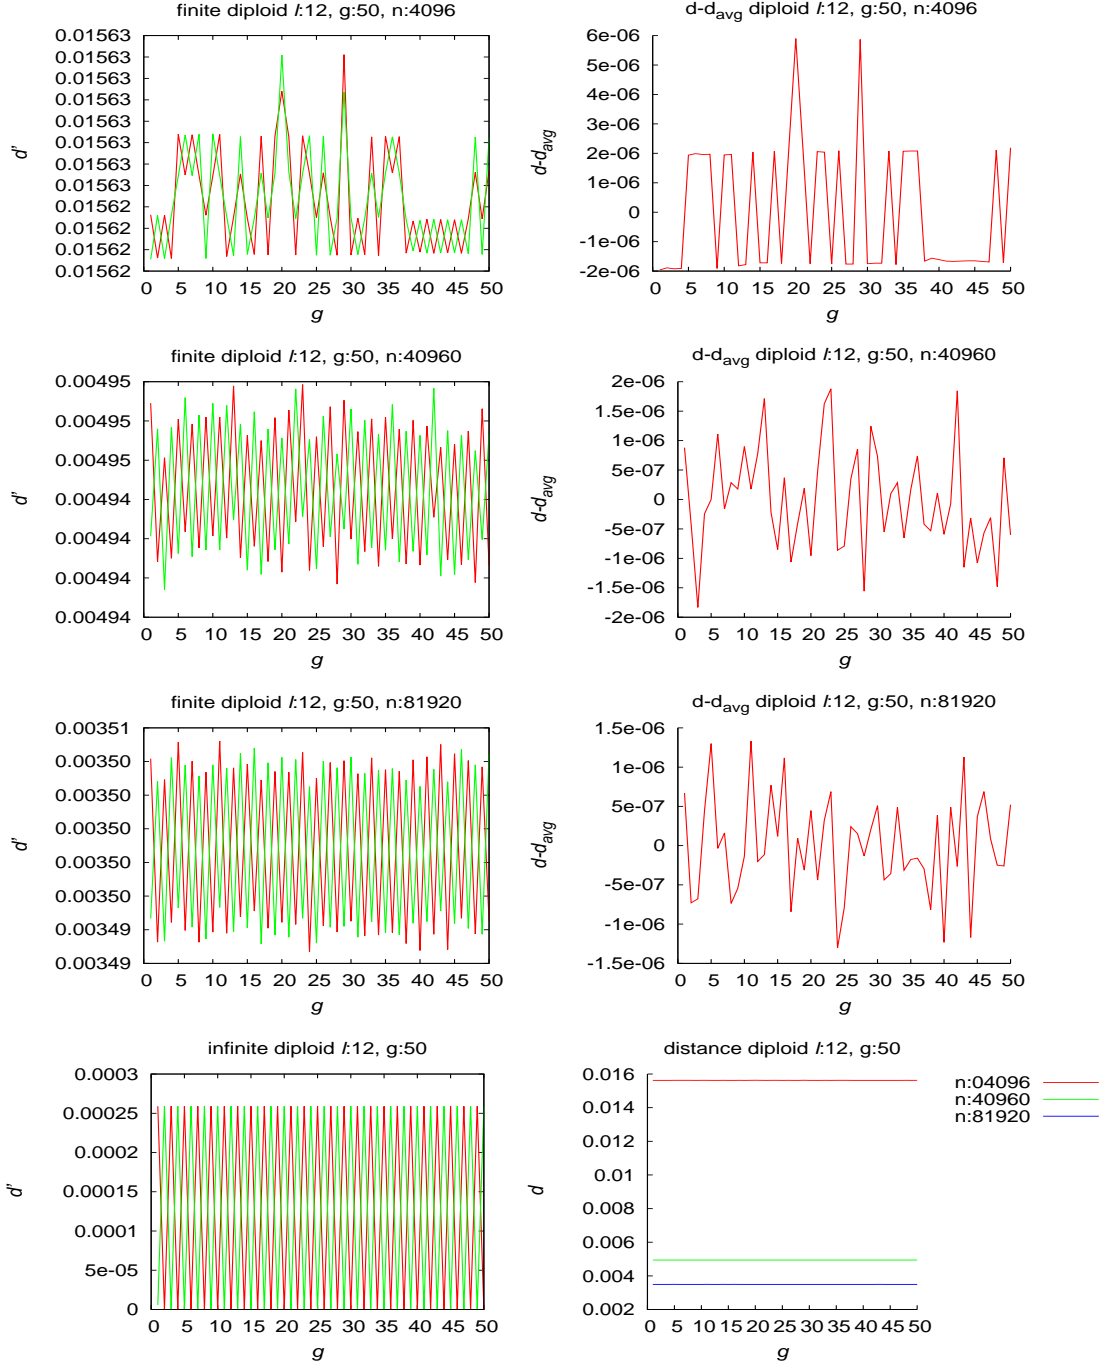 finite diploid l:12, g:50, n:4096
0.01563
0.01563
0.01563
0.01563
0.01563
0.01563
0.01563
0.01563
0.01562
0.01562
0.01562
0.01562
d'
0 5 10 15 20 25 30 35 40 45 50
g
d-davg diploid l:12, g:50, n:4096
6e-06
5e-06
4e-06
3e-06
2e-06
1e-06
0
-1e-06
-2e-06
d-davg
0 5 10 15 20 25 30 35 40 45 50
g
finite diploid l:12, g:50, n:40960
0.00495
0.00495
0.00495
0.00494
0.00494
0.00494
0.00494
d'
0 5 10 15 20 25 30 35 40 45 50
g
d-davg diploid l:12, g:50, n:40960
2e-06
1.5e-06
1e-06
5e-07
0
-5e-07
-1e-06
-1.5e-06
-2e-06
d-davg
0 5 10 15 20 25 30 35 40 45 50
g
finite diploid l:12, g:50, n:81920
0.00351
0.00350
0.00350
0.00350
0.00350
0.00350
0.00349
0.00349
d'
0 5 10 15 20 25 30 35 40 45 50
g
d-davg diploid l:12, g:50, n:81920
1.5e-06
1e-06
5e-07
0
-5e-07
-1e-06
-1.5e-06
d-davg
0 5 10 15 20 25 30 35 40 45 50
g
infinite diploid l:12, g:50
0.0003
0.00025
0.0002
0.00015
0.0001
5e-05
0
d'
0 5 10 15 20 25 30 35 40 45 50
g
distance diploid l:12, g:50
0.016
0.014
0.012
0.010
0.008
0.006
0.004
0.002
d
0 5 10 15 20 25 30 35 40 45 50
g
n:04096
n:40960
n:81920